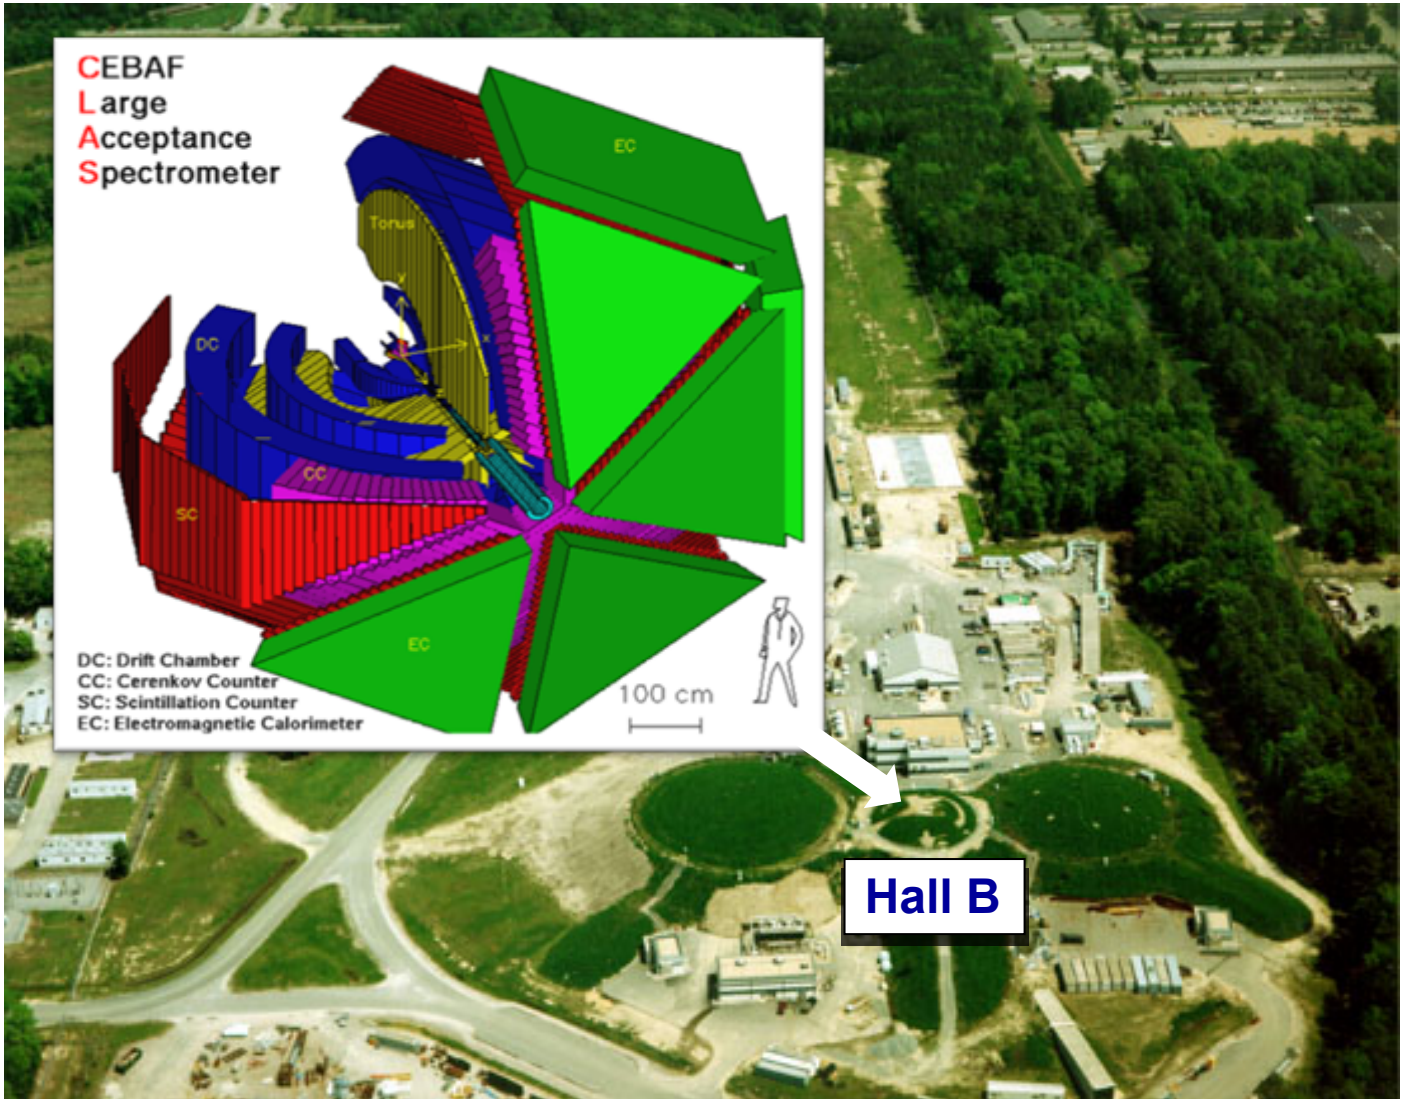 CEBAF
Large
Acceptance
Spectrometer
EC
Torus
Y
X
DC
CC
SC
EC
DC: Drift Chamber
CC: Cerenkov Counter
SC: Scintillation Counter
EC: Electromagnetic Calorimeter
100 cm
Hall B